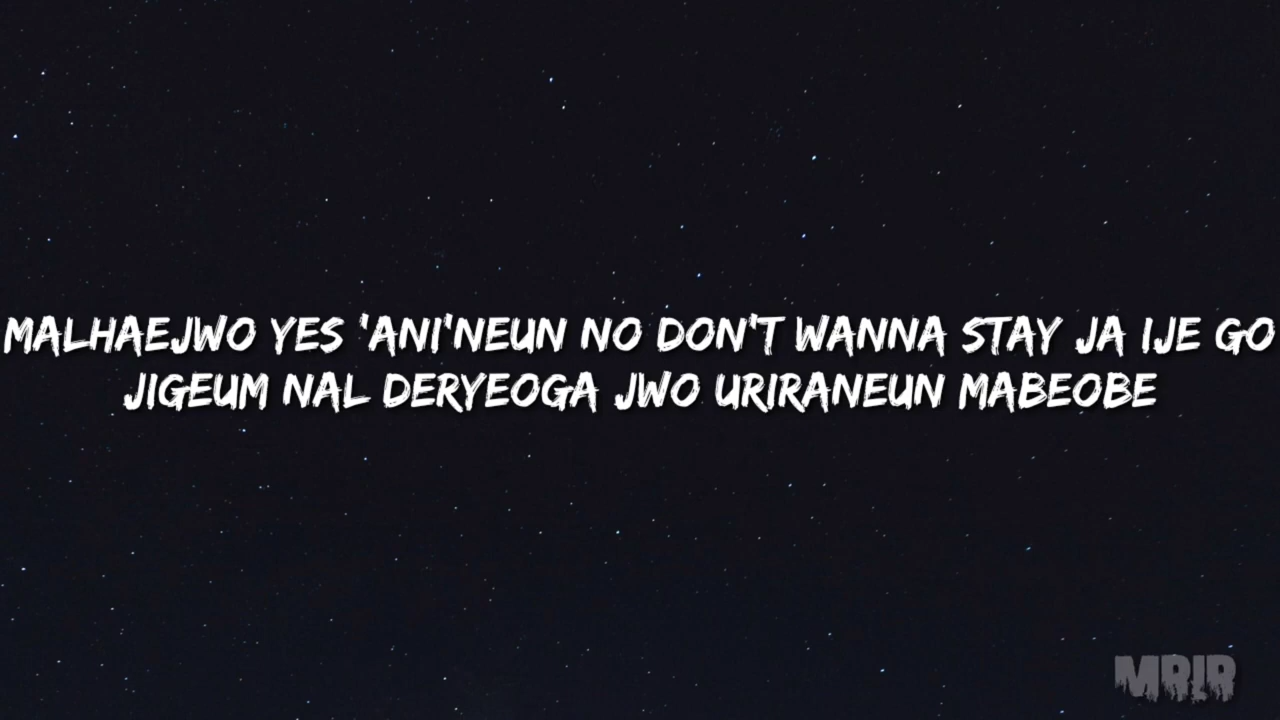 MALHAEJWO YES 'ANI'NEUN NO DON'T WANNA STAY JA IJE GO
JIGEUM NAL DERYEOGA JWO URIRANEUN MABEOBE
MRLR